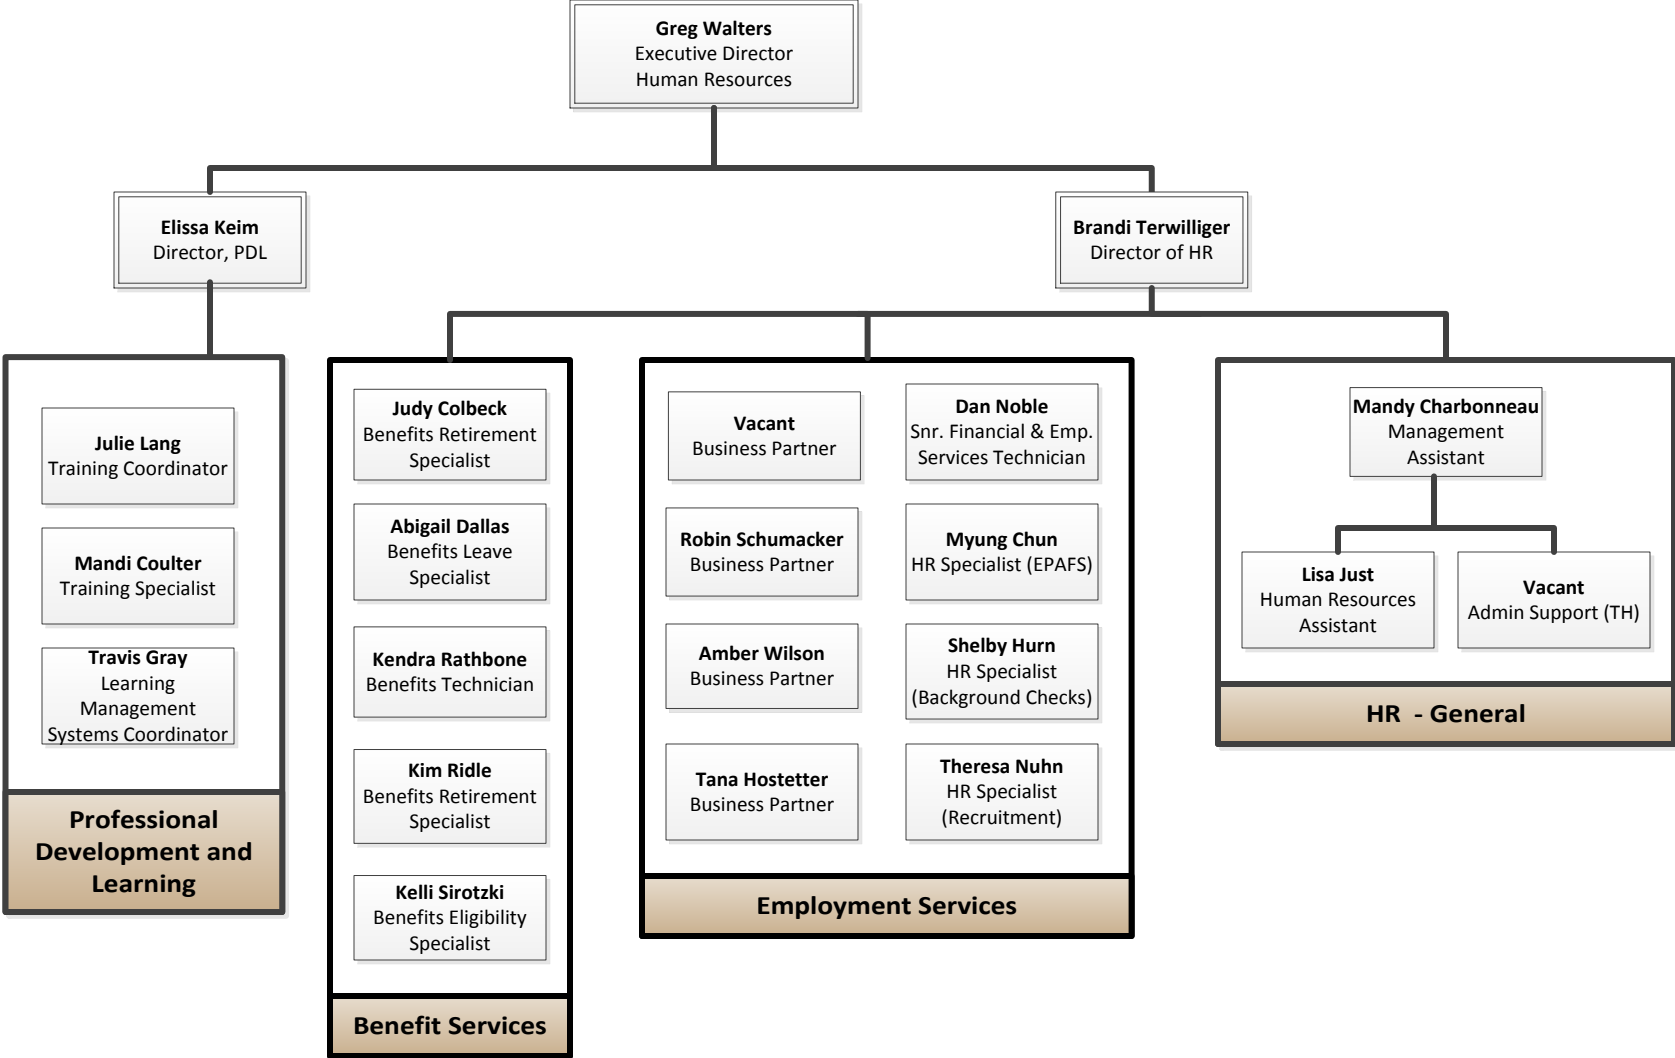 Greg Walters
Executive Director
Human Resources
Elissa Keim
Director, PDL
Brandi Terwilliger
Director of HR
Julie Lang
Training Coordinator
Mandi Coulter
Training Specialist
Travis Gray
Learning
Management
Systems Coordinator
Professional
Development and
Learning
Judy Colbeck
Benefits Retirement
Specialist
Abigail Dallas
Benefits Leave
Specialist
Kendra Rathbone
Benefits Technician
Kim Ridle
Benefits Retirement
Specialist
Kelli Sirotzki
Benefits Eligibility
Specialist
Benefit Services
Vacant
Business Partner
Robin Schumacker
Business Partner
Amber Wilson
Business Partner
Tana Hostetter
Business Partner
Dan Noble
Snr. Financial & Emp.
Services Technician
Myung Chun
HR Specialist (EPAFS)
Shelby Hurn
HR Specialist
(Background Checks)
Theresa Nuhn
HR Specialist
(Recruitment)
Employment Services
Mandy Charbonneau
Management
Assistant
Lisa Just
Human Resources
Assistant
Vacant
Admin Support (TH)
HR - General